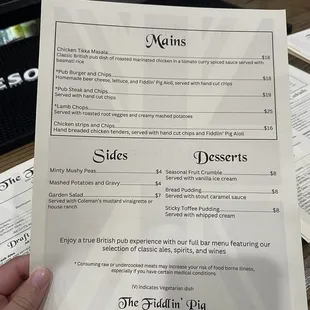 ESO
Mains
Chicken Tikka Masala $18
Classic British pub dish of roasted marinated chicken in a tomato curry spiced sauce served with
basmati rice
*Pub Burger and Chips $18
Homemade beef cheese, lettuce, and Fiddlin' Pig Aioli, served with hand cut chips
*Pub Steak and Chips $19
Served with hand cut chips
*Lamb Chops $25
Served with roasted root veggies and creamy mashed potatoes
Chicken strips and Chips $16
Hand breaded chicken tenders, served with hand cut chips and Fiddlin' Pig Aioli
Sides
Minty Mushy Peas $4
Mashed Potatoes and Gravy $4
Garden Salad $7
Served with Coleman's mustard vinaigrette or
house ranch
Desserts
Seasonal Fruit Crumble $8
Served with vanilla ice cream
Bread Pudding $8
Served with stout caramel sauce
Sticky Toffee Pudding $8
Served with whipped cream
Enjoy a true British pub experience with our full bar menu featuring our
selection of classic ales, spirits, and wines
* Consuming raw or undercooked meats may increase your risk of food borne illness,
especially if you have certain medical conditions
(V) indicates Vegetarian dish
The Fiddlin' Pig
The
Draft